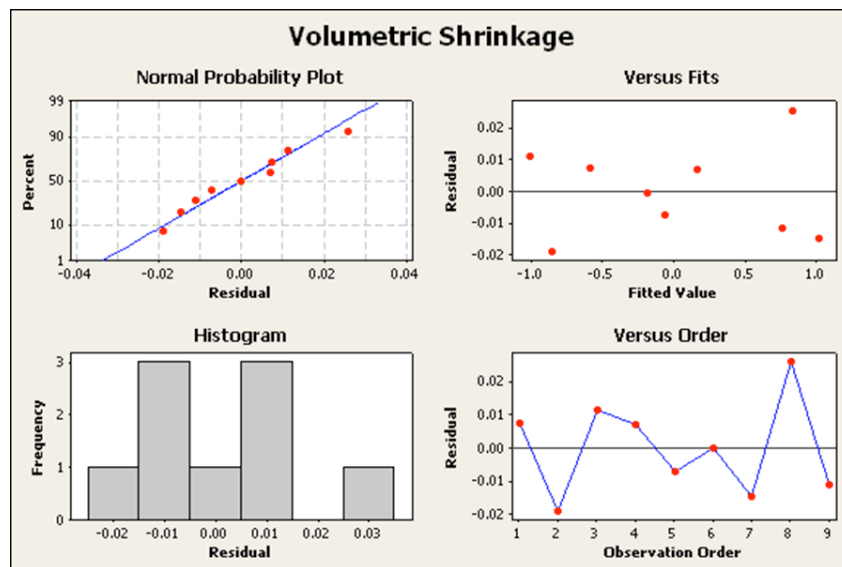 Volumetric Shrinkage
Normal Probability Plot
99
90
50
10
1
Percent
-0.04 -0.02 0.00 0.02 0.04
Residual
Versus Fits
0.02
0.01
0.00
-0.01
-0.02
Residual
-1.0 -0.5 0.0 0.5 1.0
Fitted Value
Histogram
3
2
1
0
Frequency
-0.02 -0.01 0.00 0.01 0.02 0.03
Residual
Versus Order
0.02
0.01
0.00
-0.01
-0.02
Residual
1 2 3 4 5 6 7 8 9
Observation Order